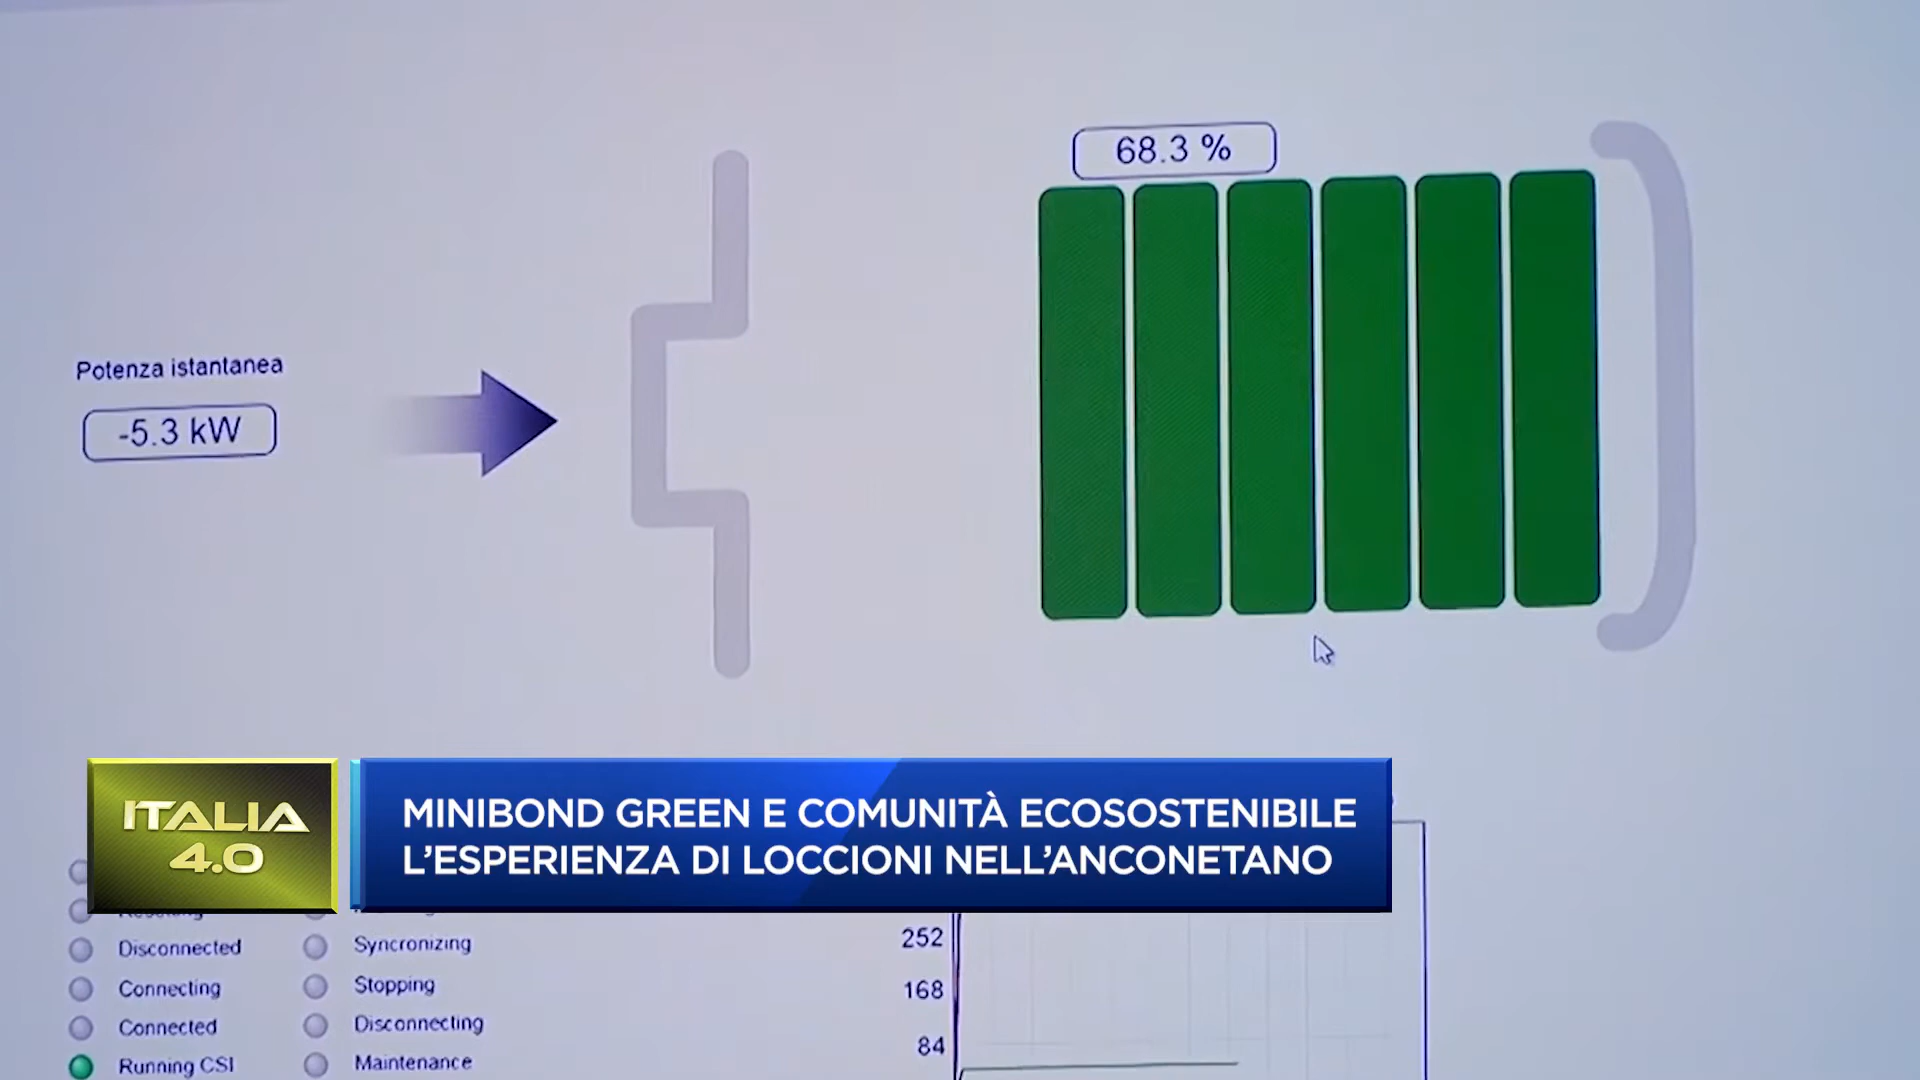 68.3 %
Potenza istantanea
-5.3 kW
ITALIA
4.0
MINIBOND GREEN E COMUNITÀ ECOSOSTENIBILE
L'ESPERIENZA DI LOCCIONI NELL'ANCONETANO
Disconnected
Syncronizing
Connecting
Stopping
Connected
Disconnecting
Running CSI
Maintenance
252
168
84